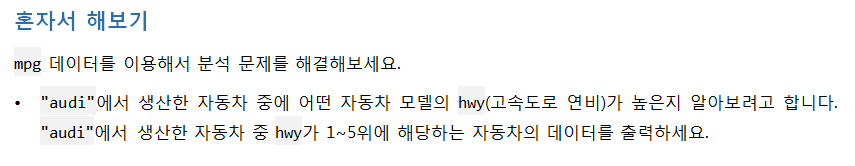 혼자서 해보기
mpg 데이터를 이용해서 분석 문제를 해결해보세요.
• "audi"에서 생산한 자동차 중에 어떤 자동차 모델의 hwy(고속도로 연비)가 높은지 알아보려고 합니다.
"audi"에서 생산한 자동차 중 hwy가 1~5위에 해당하는 자동차의 데이터를 출력하세요.